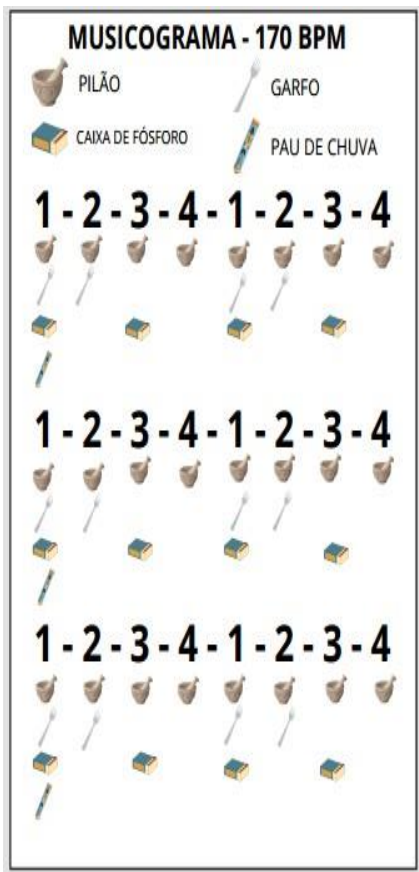 MUSICOGRAMA - 170 BPM
PILÃO
GARFO
CAIXA DE FÓSFORO
PAU DE CHUVA
1 - 2 - 3 - 4 - 1 - 2 - 3 - 4
1 - 2 - 3 - 4 - 1 - 2 - 3 - 4
1 - 2 - 3 - 4 - 1 - 2 - 3 - 4